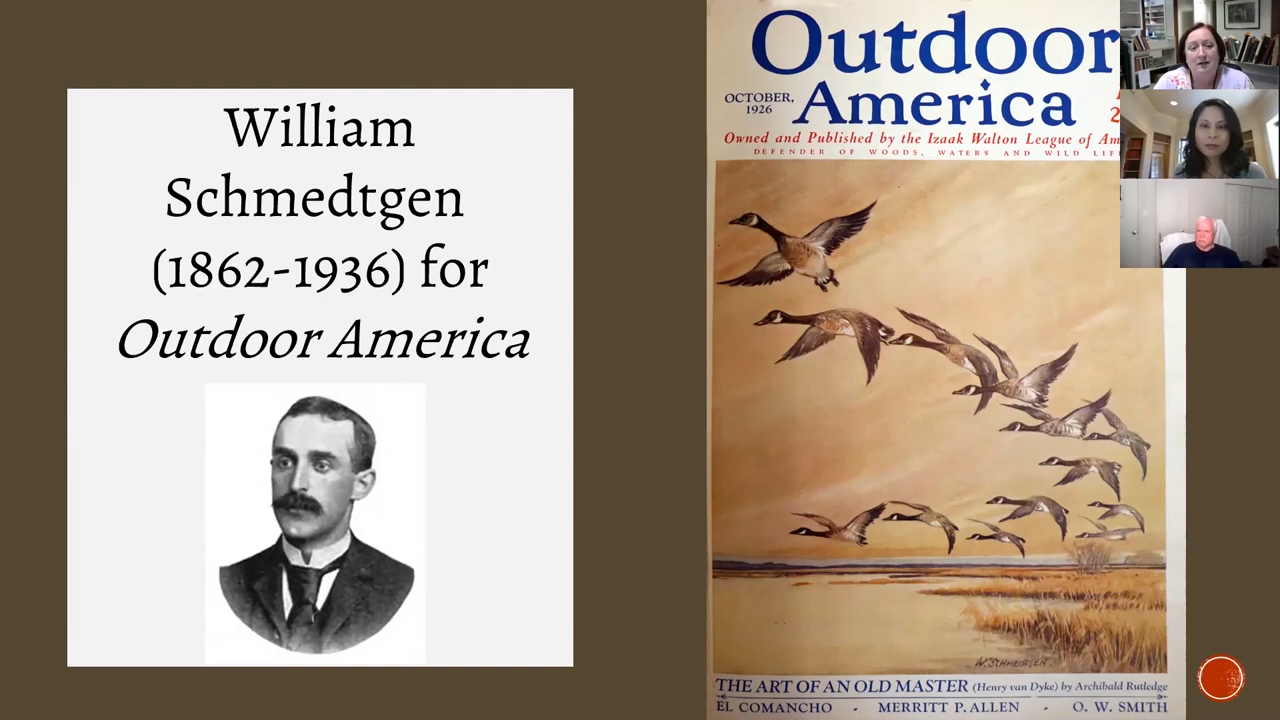 William
Schmedtgen
(1862-1936) for
Outdoor America
Outdoor
OCTOBER,
1926
America
2
Owned and Published by the Izaak Walton League of Am
DEFENDER OF WOODS, WATERS AND WILD LIF
W. SCHMEDTGEN
THE ART OF AN OLD MASTER (Henry van Dyke) by Archibald Rutledge
EL COMANCHO - MERRITT P. ALLEN - O. W. SMITH